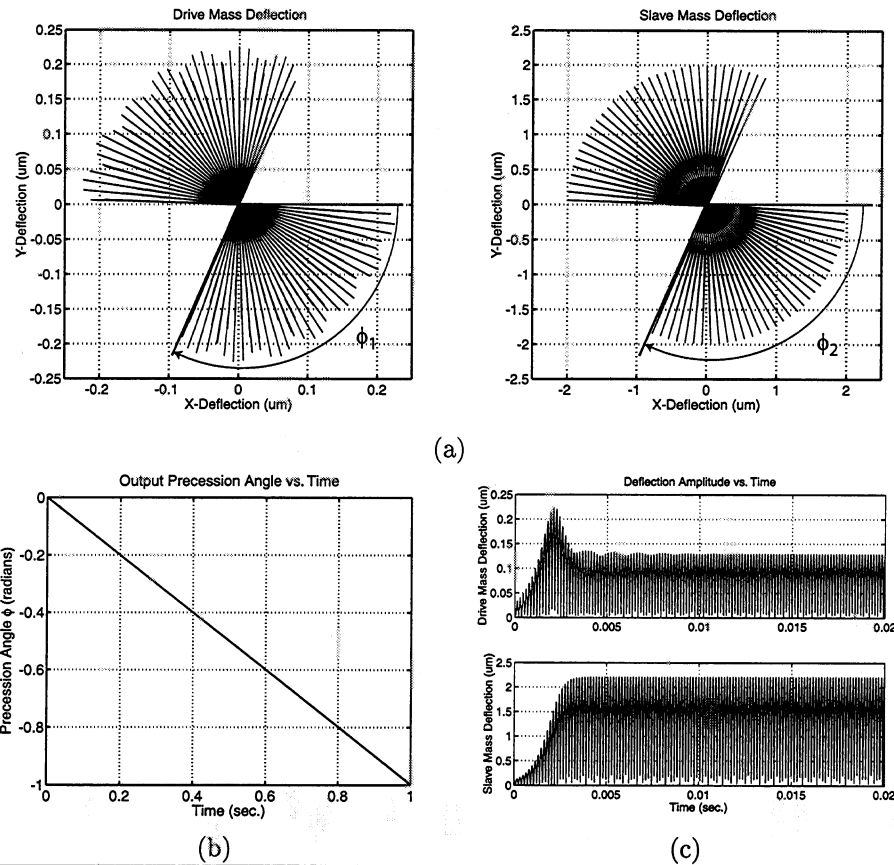 Drive Mass Deflection
0.25
0.2
0.15
0.1
0.05
0
-0.05
-0.1
-0.15
-0.2
-0.25
Y-Deflection (um)
-0.2 -0.1 0 0.1 0.2
X-Deflection (um)
ϕ1
Slave Mass Deflection
2.5
2
1.5
1
0.5
0
-0.5
-1
-1.5
-2
-2.5
Y-Deflection (um)
-2 -1 0 1 2
X-Deflection (um)
ϕ2
(a)
Output Precession Angle vs. Time
0
-0.2
-0.4
-0.6
-0.8
-1
Precession Angle ϕ (radians)
0 0.2 0.4 0.6 0.8 1
Time (sec.)
(b)
Deflection Amplitude vs. Time
0.25
0.2
0.15
0.1
0.05
0
Drive Mass Deflection (um)
0 0.005 0.01 0.015 0.02
2.5
2
1.5
1
0.5
0
Slave Mass Deflection (um)
0 0.005 0.01 0.015 0.02
Time (sec.)
(c)